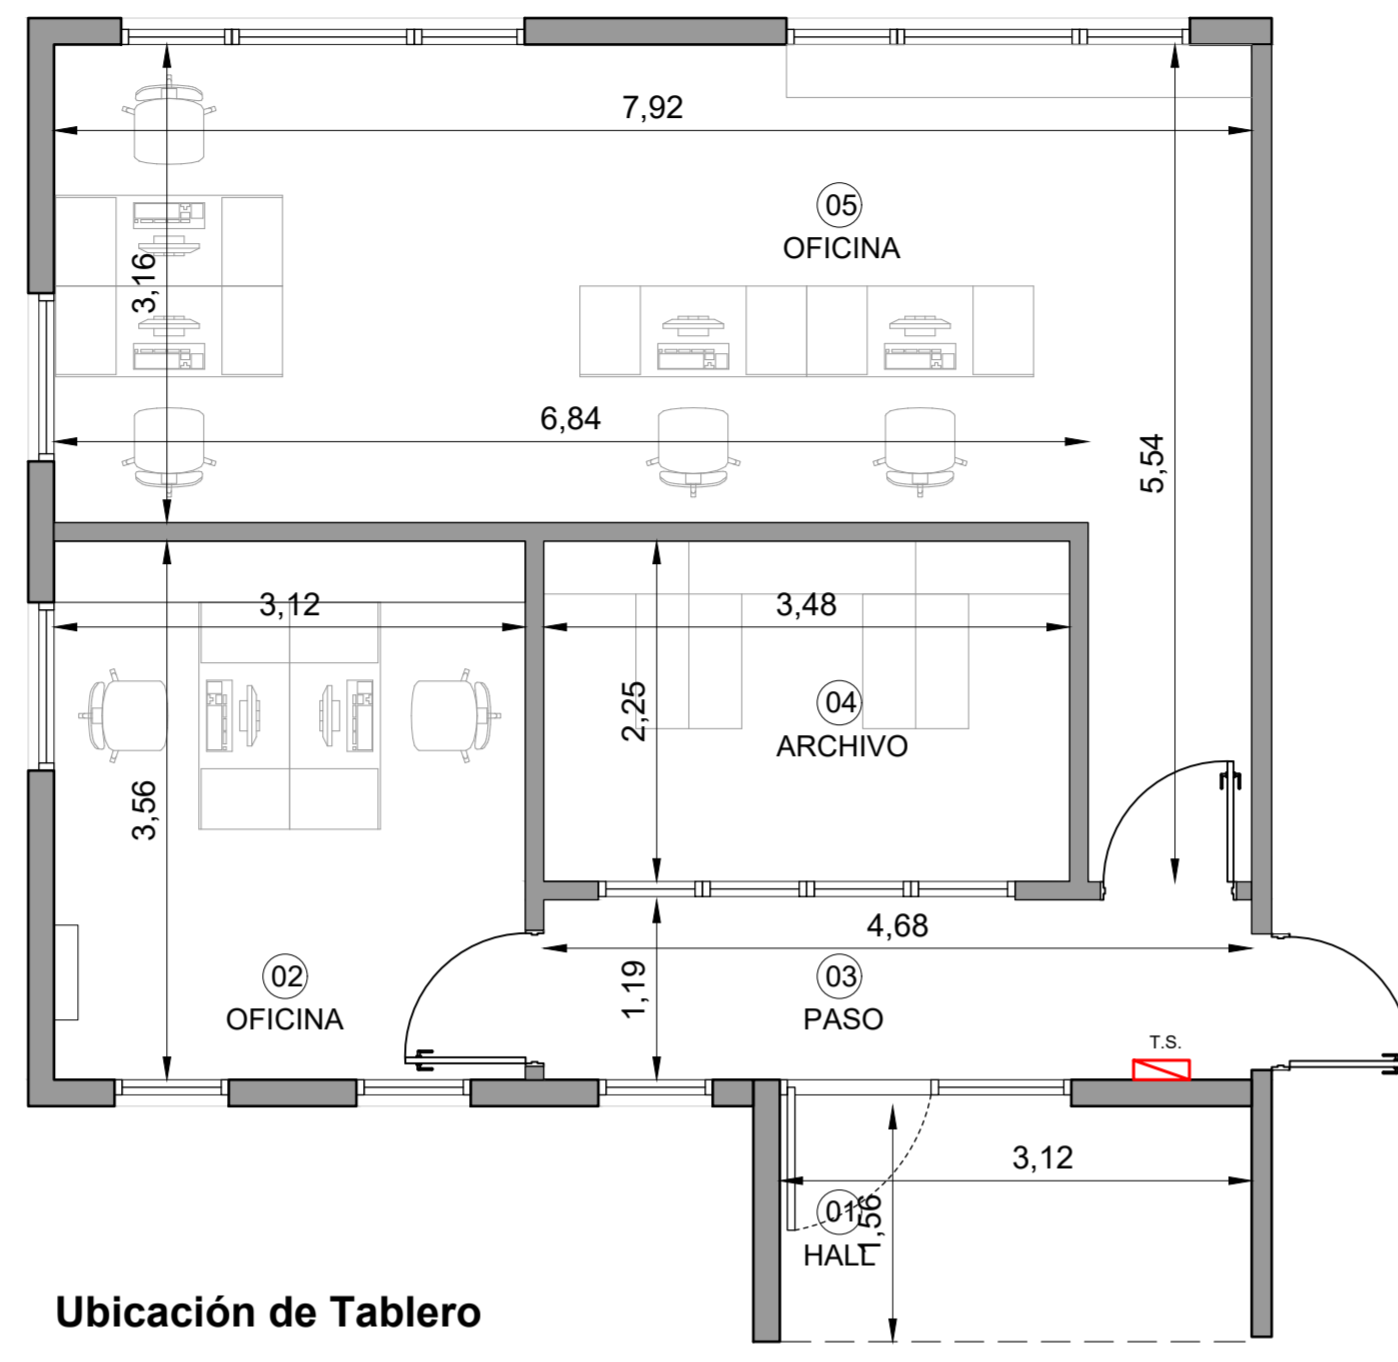 7,92
05
OFICINA
3,16
6,84
5,54
3,12
3,48
2,25
04
ARCHIVO
3,56
4,68
02
OFICINA
1,19
03
PASO
T.S.
3,12
01
HALL
1,56
Ubicación de Tablero